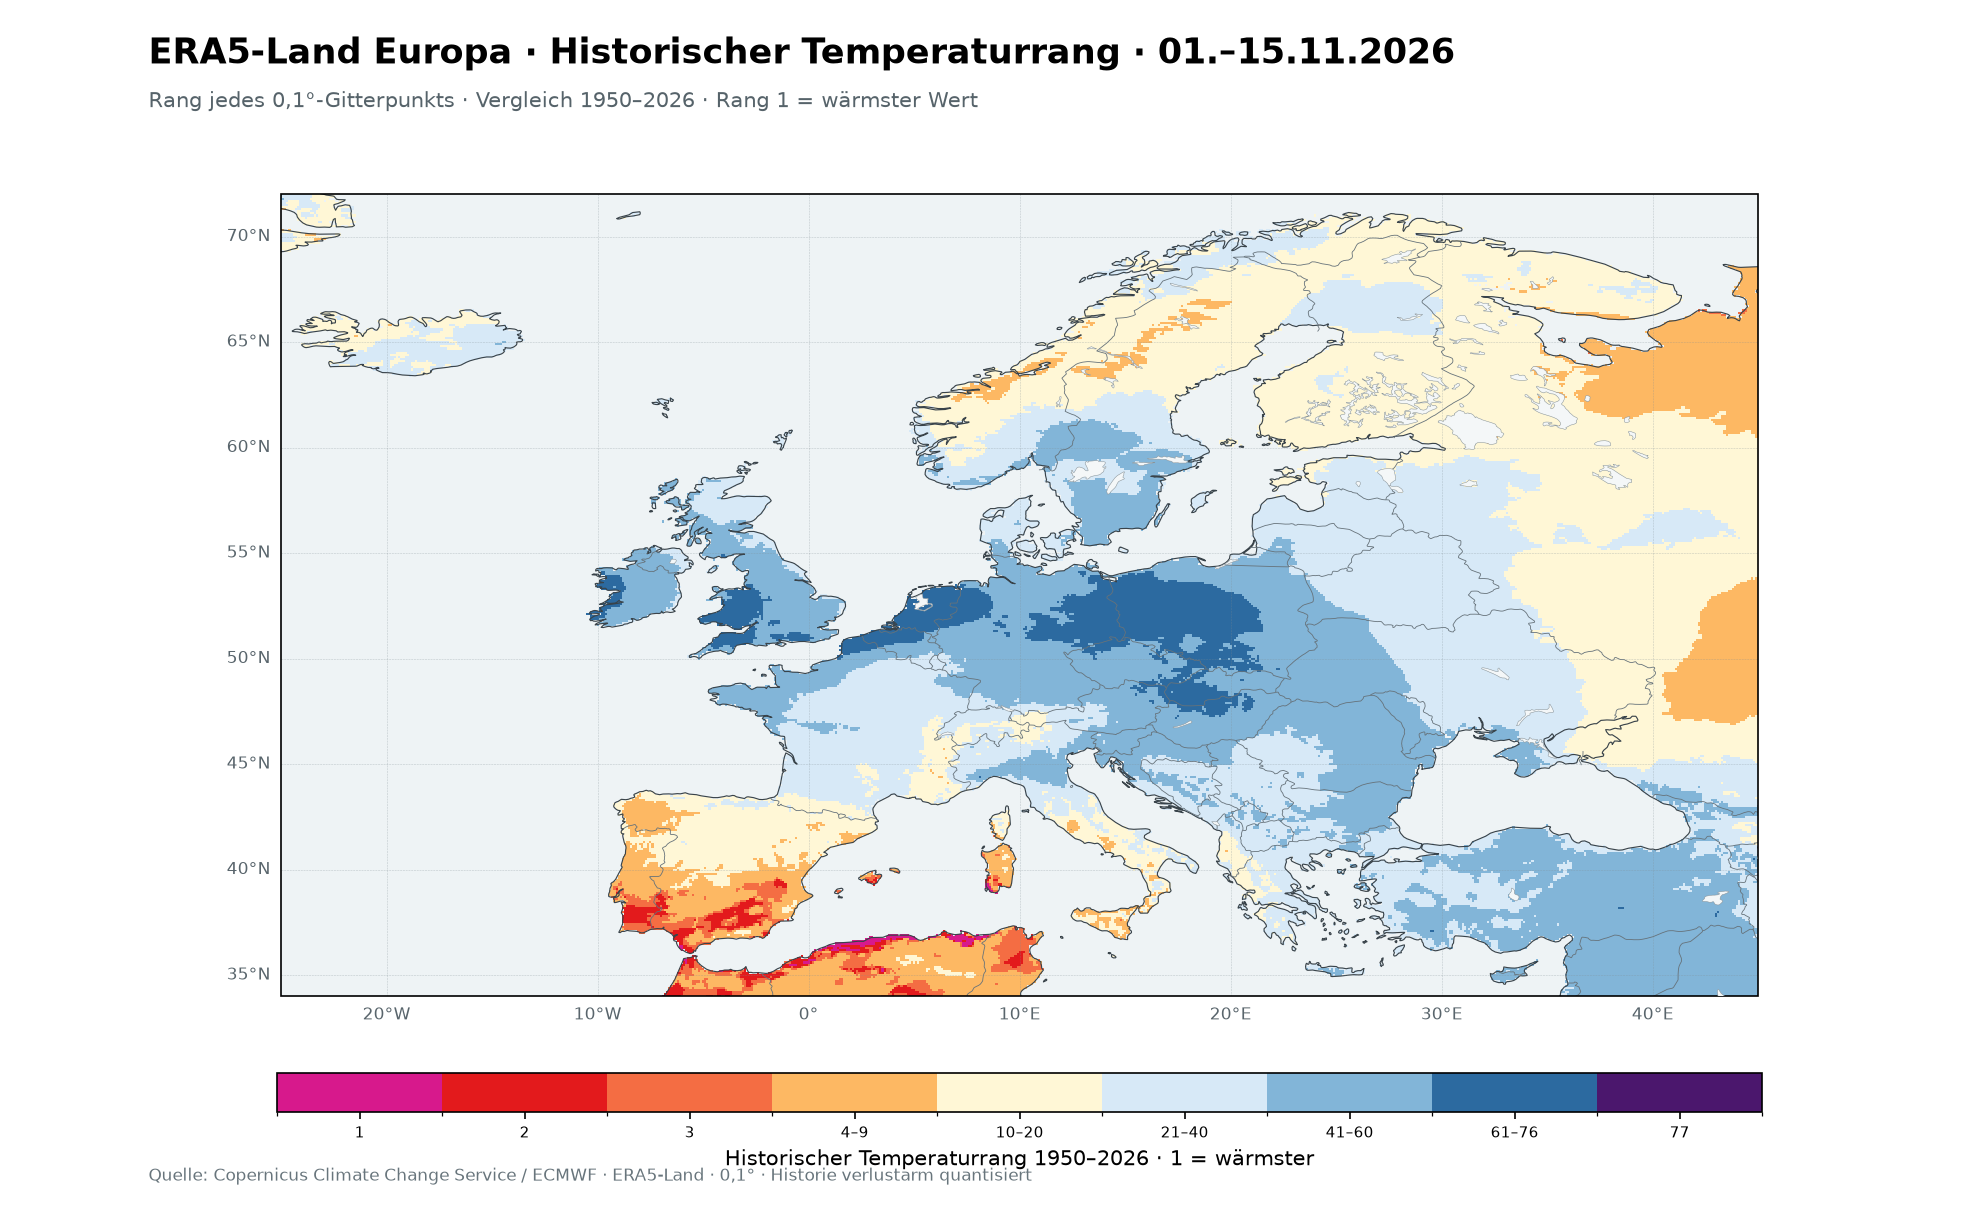 ERA5-Land Europa · Historischer Temperaturrang · 01.–15.11.2026
Rang jedes 0,1°-Gitterpunkts · Vergleich 1950–2026 · Rang 1 = wärmster Wert
70°N
65°N
60°N
55°N
50°N
45°N
40°N
35°N
20°W 10°W 0° 10°E 20°E 30°E 40°E
1 2 3 4–9 10–20 21–40 41–60 61–76 77
Historischer Temperaturrang 1950–2026 · 1 = wärmster
Quelle: Copernicus Climate Change Service / ECMWF · ERA5-Land · 0,1° · Historie verlustarm quantisiert